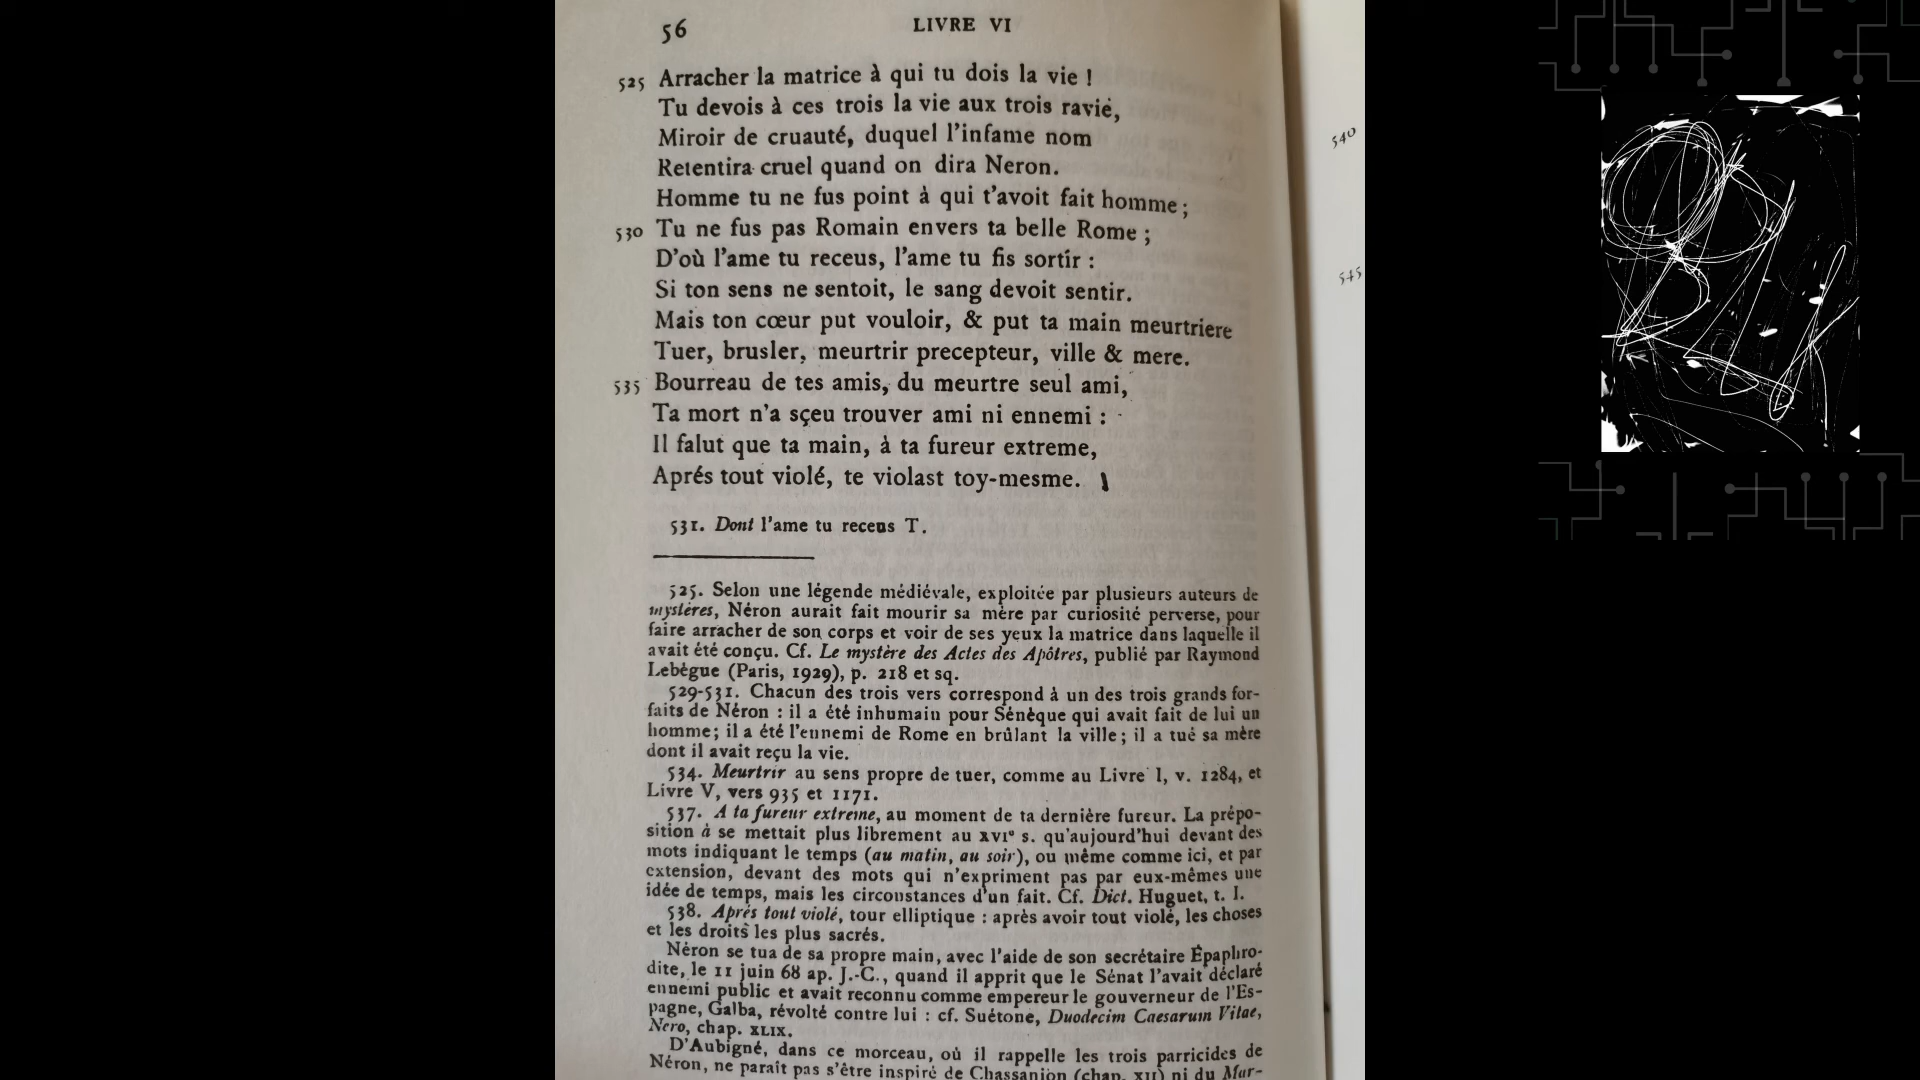 56 LIVRE VI
525 Arracher la matrice à qui tu dois la vie !
Tu devois à ces trois la vie aux trois ravie,
Miroir de cruauté, duquel l'infame nom
Retentira cruel quand on dira Neron.
Homme tu ne fus point à qui t'avoit fait homme ;
530 Tu ne fus pas Romain envers ta belle Rome ;
D'où l'ame tu receus, l'ame tu fis sortir :
Si ton sens ne sentoit, le sang devoit sentir.
Mais ton cœur put vouloir, & put ta main meurtriere
Tuer, brusler, meurtrir precepteur, ville & mere.
535 Bourreau de tes amis, du meurtre seul ami,
Ta mort n'a sçeu trouver ami ni ennemi :
Il falut que ta main, à ta fureur extreme,
Aprés tout violé, te violast toy-mesme.
531. Dont l'ame tu receus T.
525. Selon une légende médiévale, exploitée par plusieurs auteurs de
mystères, Néron aurait fait mourir sa mère par curiosité perverse, pour
faire arracher de son corps et voir de ses yeux la matrice dans laquelle il
avait été conçu. Cf. Le mystère des Actes des Apôtres, publié par Raymond
Lebègue (Paris, 1929), p. 218 et sq.
529-531. Chacun des trois vers correspond à un des trois grands for-
faits de Néron : il a été inhumain pour Sénèque qui avait fait de lui un
homme; il a été l'ennemi de Rome en brûlant la ville ; il a tué sa mère
dont il avait reçu la vie.
534. Meurtrir au sens propre de tuer, comme au Livre I, v. 1284, et
Livre V, vers 935 et 1171.
537. A ta fureur extreme, au moment de ta dernière fureur. La prépo-
sition à se mettait plus librement au XVIe s. qu'aujourd'hui devant des
mots indiquant le temps (au matin, au soir), ou même comme ici, et par
extension, devant des mots qui n'expriment pas par eux-mêmes une
idée de temps, mais les circonstances d'un fait. Cf. Dict. Huguet, t. I.
538. Aprés tout violé, tour elliptique : après avoir tout violé, les choses
et les droits les plus sacrés.
Néron se tua de sa propre main, avec l'aide de son secrétaire Épaphro-
dite, le 11 juin 68 ap. J.-C., quand il apprit que le Sénat l'avait déclaré
ennemi public et avait reconnu comme empereur le gouverneur de l'Es-
pagne, Galba, révolté contre lui : cf. Suétone, Duodecim Caesarum Vitae,
Nero, chap. XLIX.
D'Aubigné, dans ce morceau, où il rappelle les trois parricides de
Néron, ne paraît pas s'être inspiré de Chassanion (chap. XII) ni du Mar-
540
545